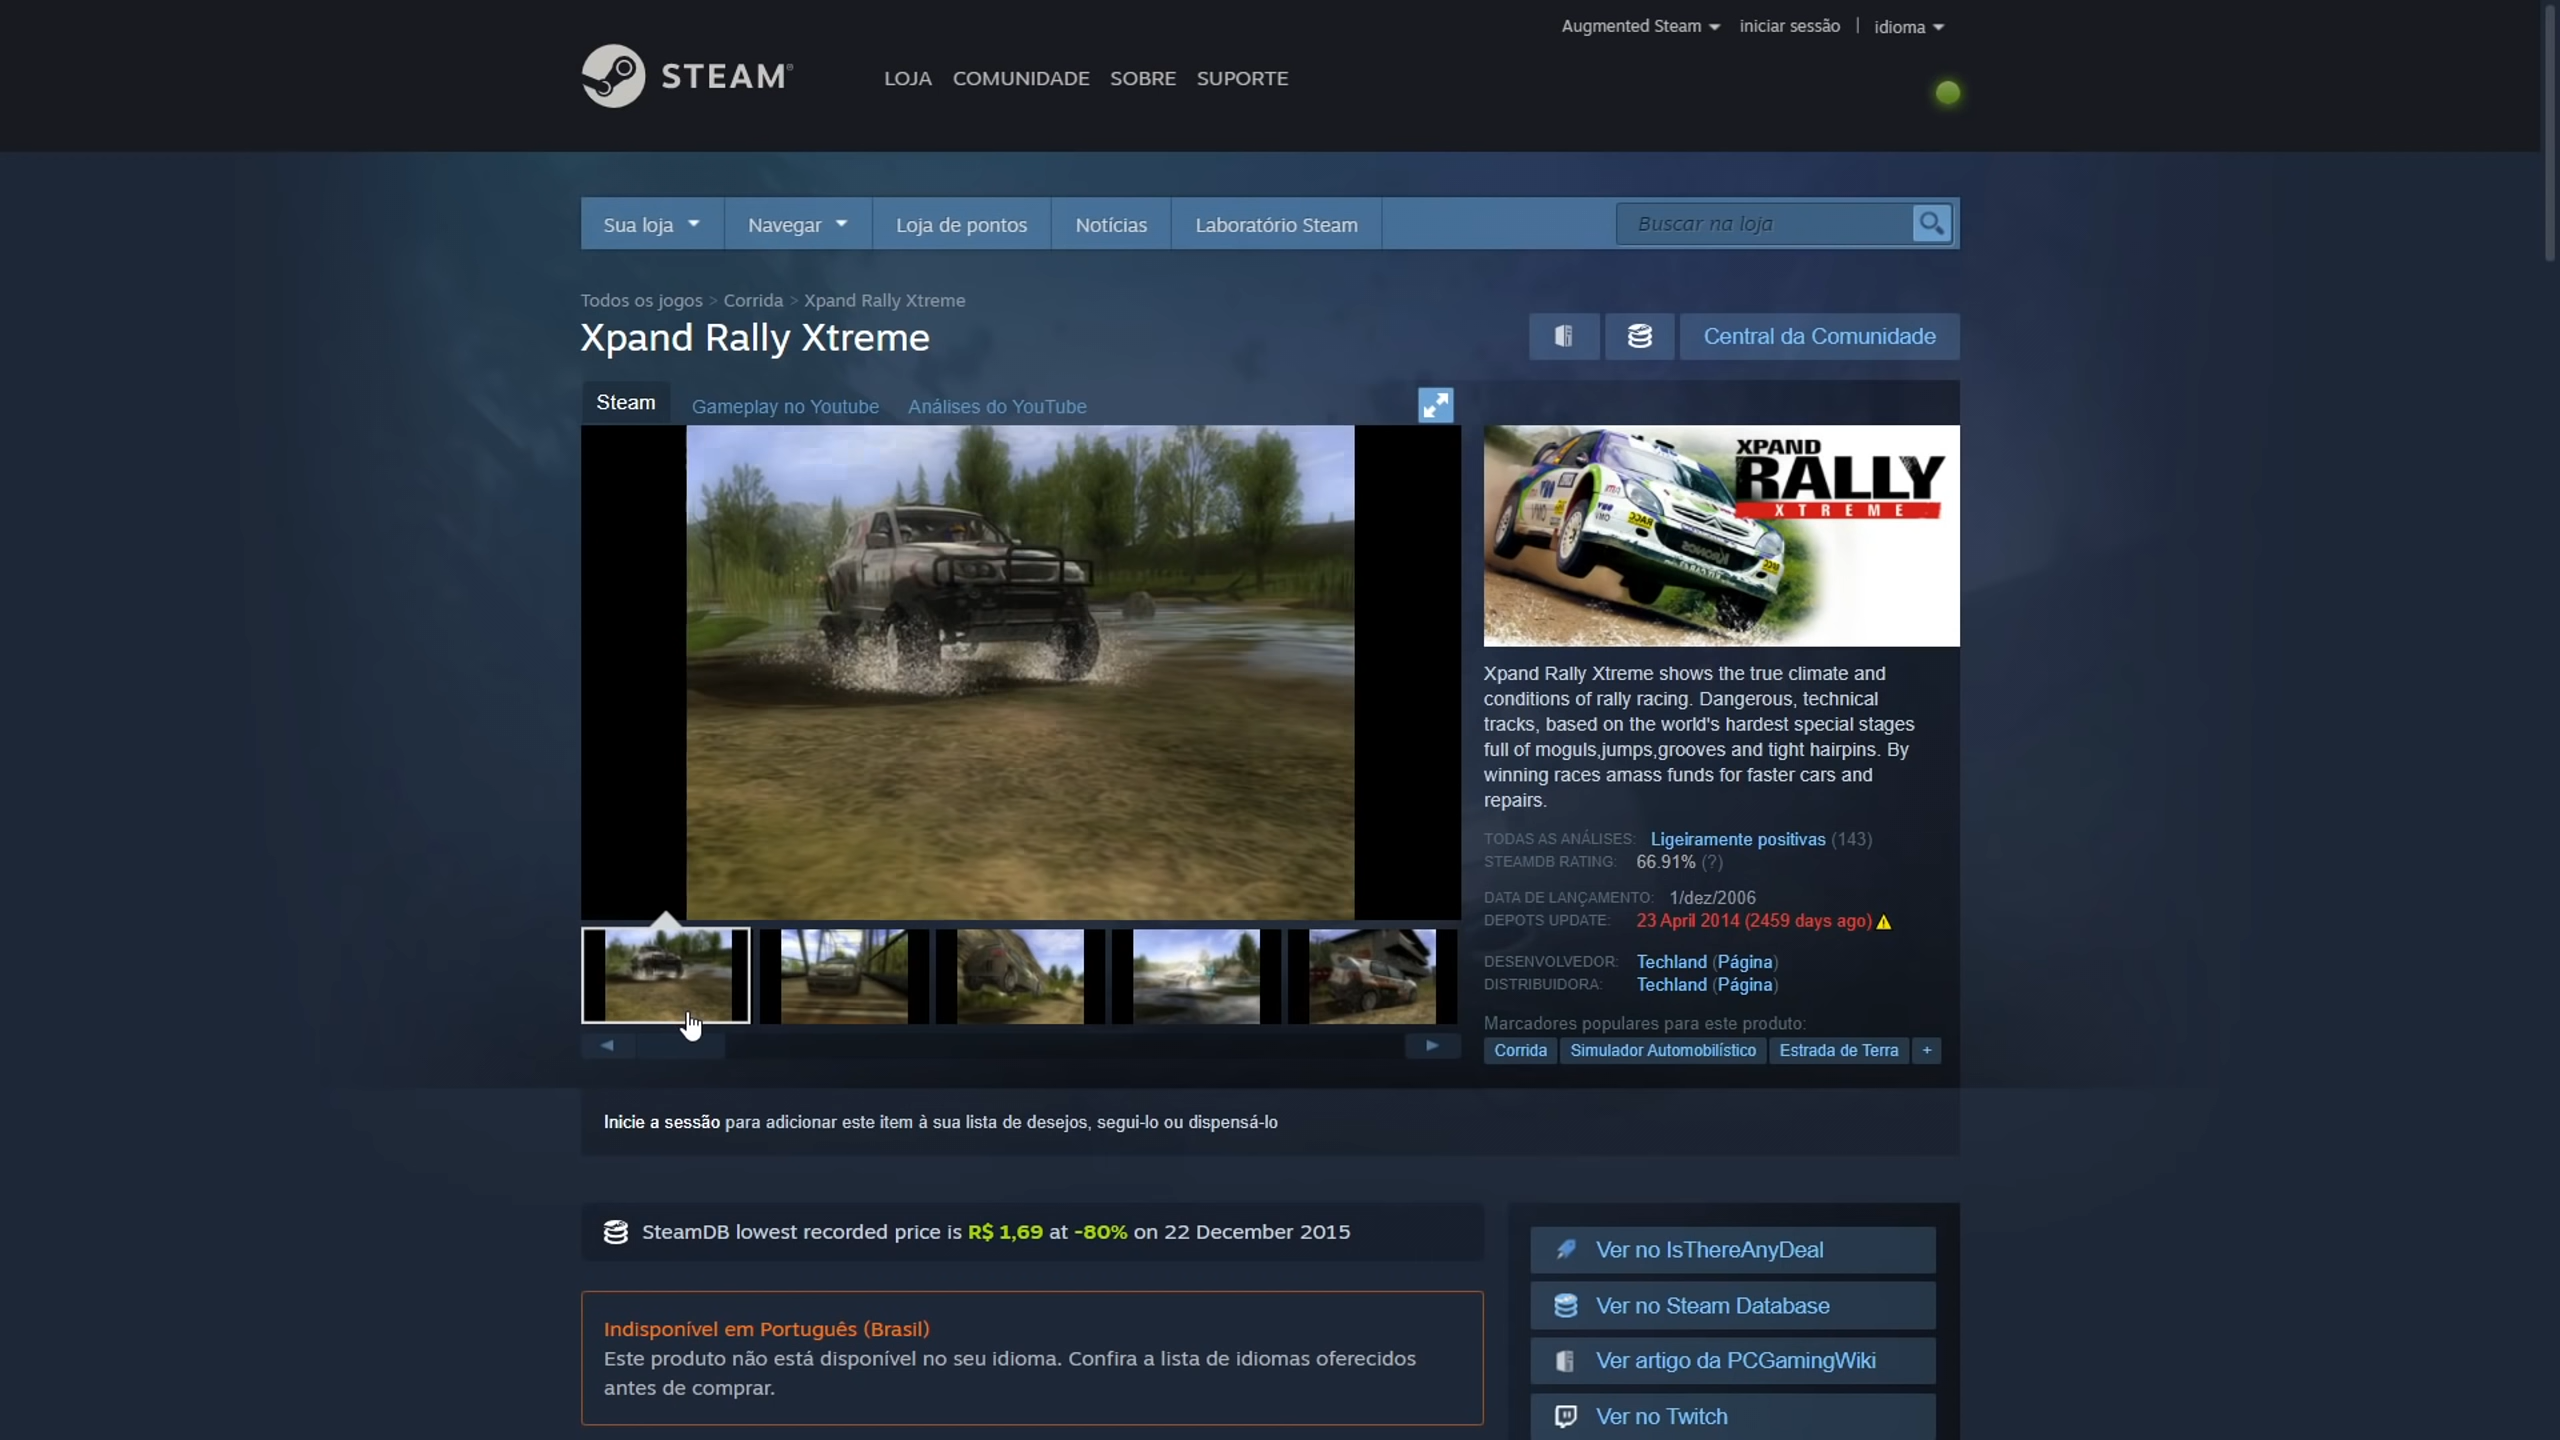 Augmented Steam iniciar sessão | idioma
STEAM®
LOJA COMUNIDADE SOBRE SUPORTE
Sua loja Navegar Loja de pontos Notícias Laboratório Steam Buscar na loja
Todos os jogos > Corrida > Xpand Rally Xtreme
Xpand Rally Xtreme
Central da Comunidade
Steam Gameplay no Youtube Análises do YouTube
XPAND
RALLY
XTREME
Xpand Rally Xtreme shows the true climate and
conditions of rally racing. Dangerous, technical
tracks, based on the world's hardest special stages
full of moguls,jumps,grooves and tight hairpins. By
winning races amass funds for faster cars and
repairs.
TODAS AS ANÁLISES: Ligeiramente positivas (143)
STEAMDB RATING: 66.91% (?)
DATA DE LANÇAMENTO: 1/dez/2006
DEPOTS UPDATE: 23 April 2014 (2459 days ago)
DESENVOLVEDOR: Techland (Página)
DISTRIBUIDORA: Techland (Página)
Marcadores populares para este produto:
Corrida Simulador Automobilístico Estrada de Terra +
Inicie a sessão para adicionar este item à sua lista de desejos, segui-lo ou dispensá-lo
SteamDB lowest recorded price is R$ 1,69 at -80% on 22 December 2015
Indisponível em Português (Brasil)
Este produto não está disponível no seu idioma. Confira a lista de idiomas oferecidos
antes de comprar.
Ver no IsThereAnyDeal
Ver no Steam Database
Ver artigo da PCGamingWiki
Ver no Twitch